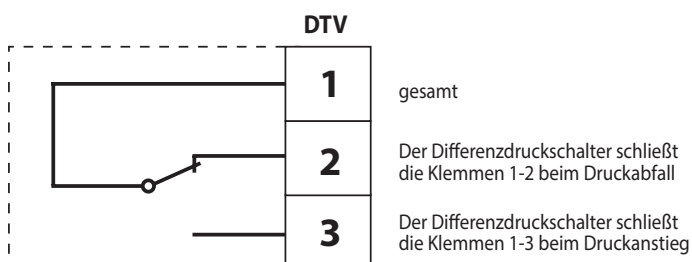 DTV
1
gesamt
2
Der Differenzdruckschalter schließt
die Klemmen 1-2 beim Druckabfall
3
Der Differenzdruckschalter schließt
die Klemmen 1-3 beim Druckanstieg